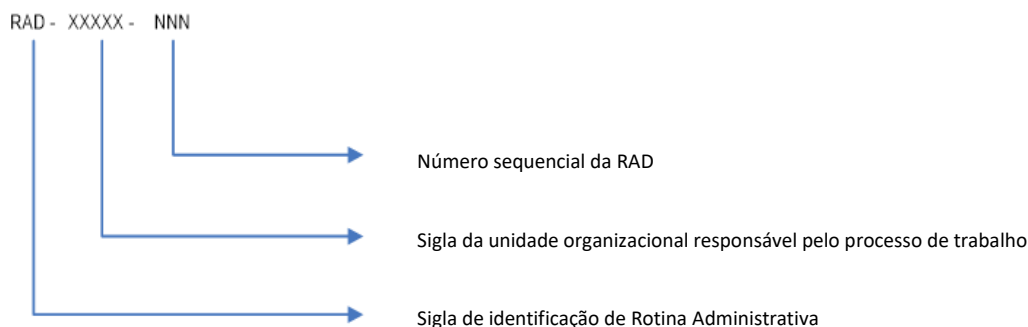 RAD - XXXXX - NNN
Número sequencial da RAD
Sigla da unidade organizacional responsável pelo processo de trabalho
Sigla de identificação de Rotina Administrativa